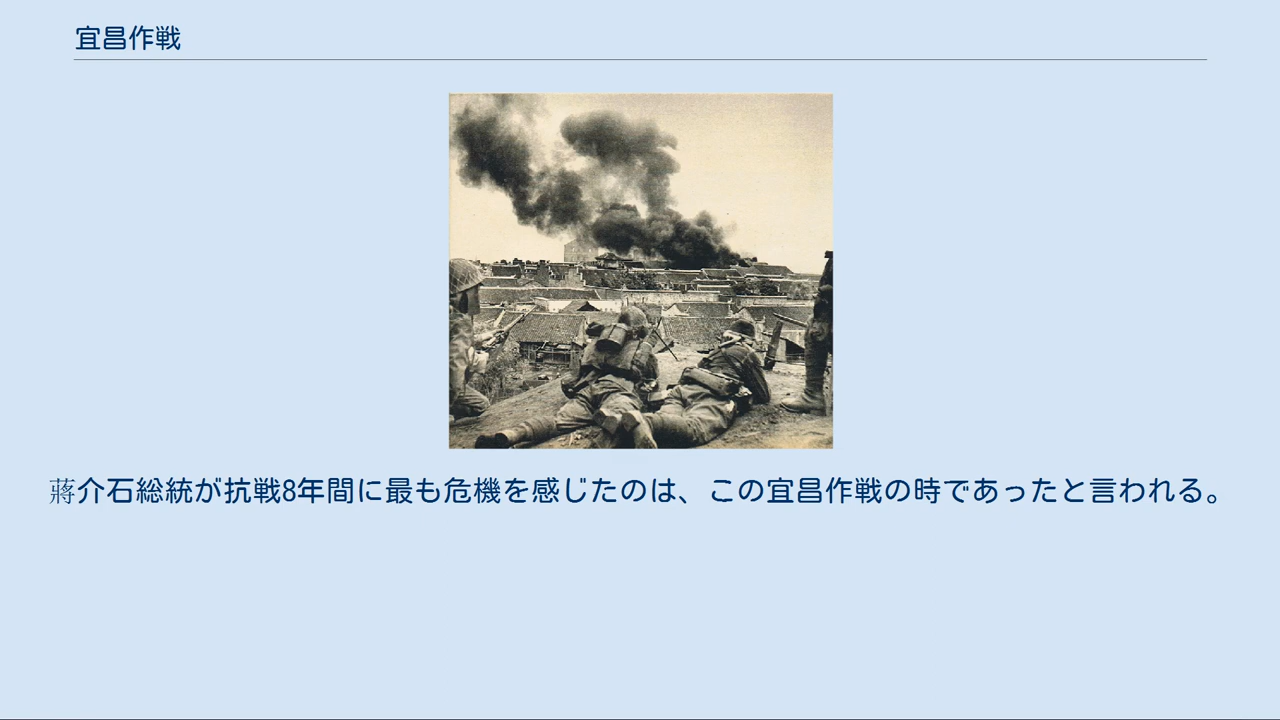 宜昌作戦
蔣介石総統が抗戦8年間に最も危機を感じたのは、この宜昌作戦の時であったと言われる。